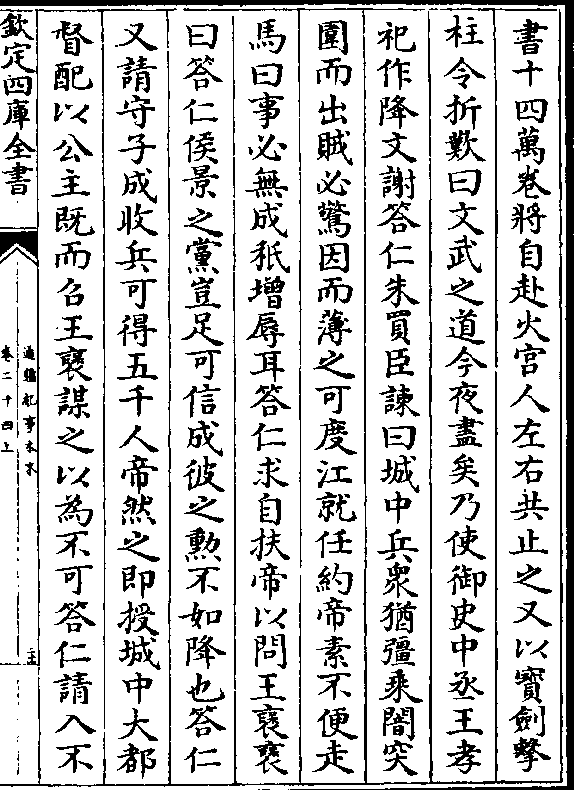 書十四萬卷將自赴火宮人左右共止之又以寳劍擊
柱令折歎曰文武之道今夜盡矣乃使御史中丞王孝
祀作降文謝答仁朱買臣諫曰城中兵衆猶彊乘闇突
圍而出賊必驚因而薄之可度江就任約帝素不便走
馬曰事必無成秖增辱耳答仁求自扶帝以問王襃襃
曰答仁侯景之黨豈足可信成彼之勲不如降也答仁
又請守子成收兵可得五千人帝然之即授城中大都
督配以公主既而召王襃謀之以為不可答仁請入不
欽定四庫全書
通鑑紀事本末
卷二十四上